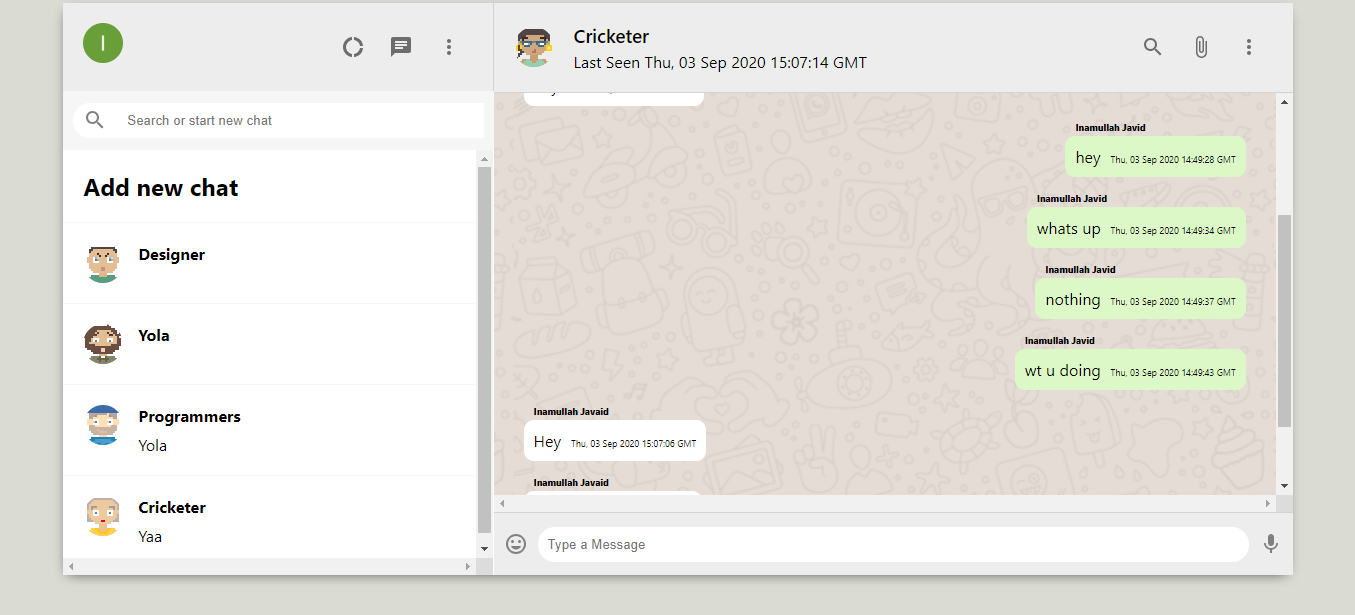 I
Search or start new chat
Add new chat
Designer
Yola
Programmers
Yola
Cricketer
Yaa
Cricketer
Last Seen Thu, 03 Sep 2020 15:07:14 GMT
Inamullah Javid
hey Thu, 03 Sep 2020 14:49:28 GMT
Inamullah Javid
whats up Thu, 03 Sep 2020 14:49:34 GMT
Inamullah Javid
nothing Thu, 03 Sep 2020 14:49:37 GMT
Inamullah Javid
wt u doing Thu, 03 Sep 2020 14:49:43 GMT
Inamullah Javaid
Hey Thu, 03 Sep 2020 15:07:06 GMT
Inamullah Javaid
Type a Message